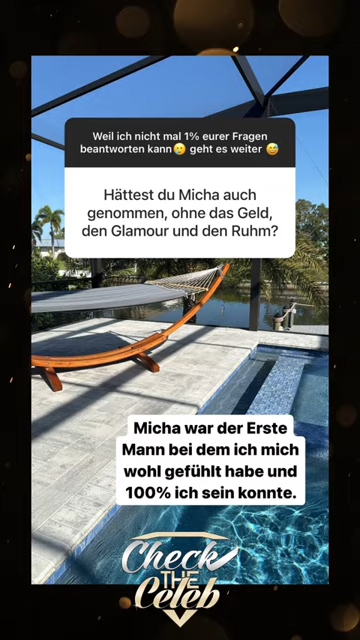 Weil ich nicht mal 1% eurer Fragen
beantworten kann🥲 geht es weiter 😅
Hättest du Micha auch
genommen, ohne das Geld,
den Glamour und den Ruhm?
Micha war der Erste
Mann bei dem ich mich
wohl gefühlt habe und
100% ich sein konnte.
Check
THE
Celeb